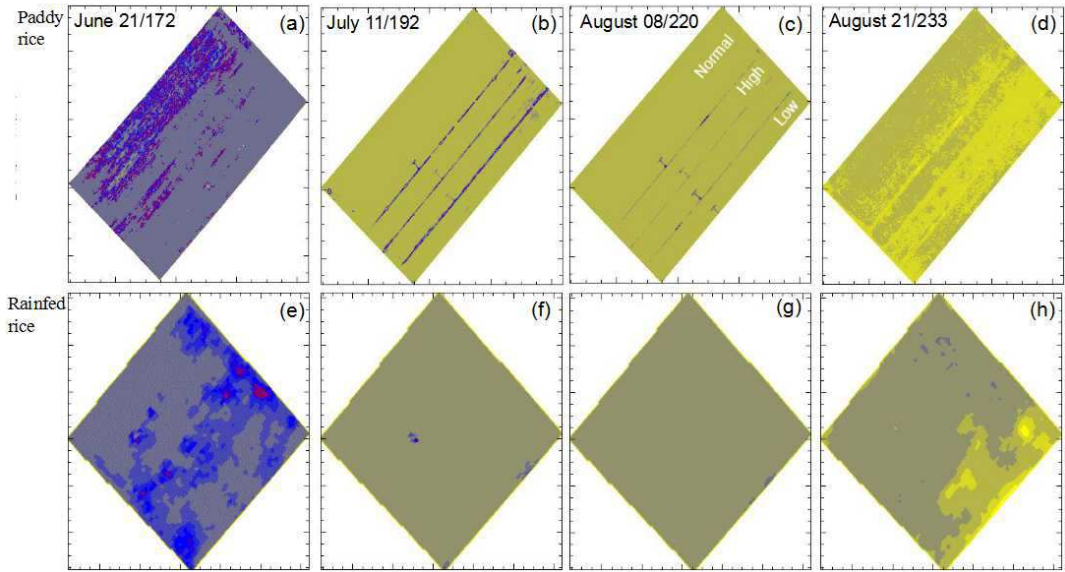 Paddy
rice
June 21/172 (a)
July 11/192 (b)
August 08/220 (c)
August 21/233 (d)
Normal
High
Low
Rainfed
rice
(e)
(f)
(g)
(h)